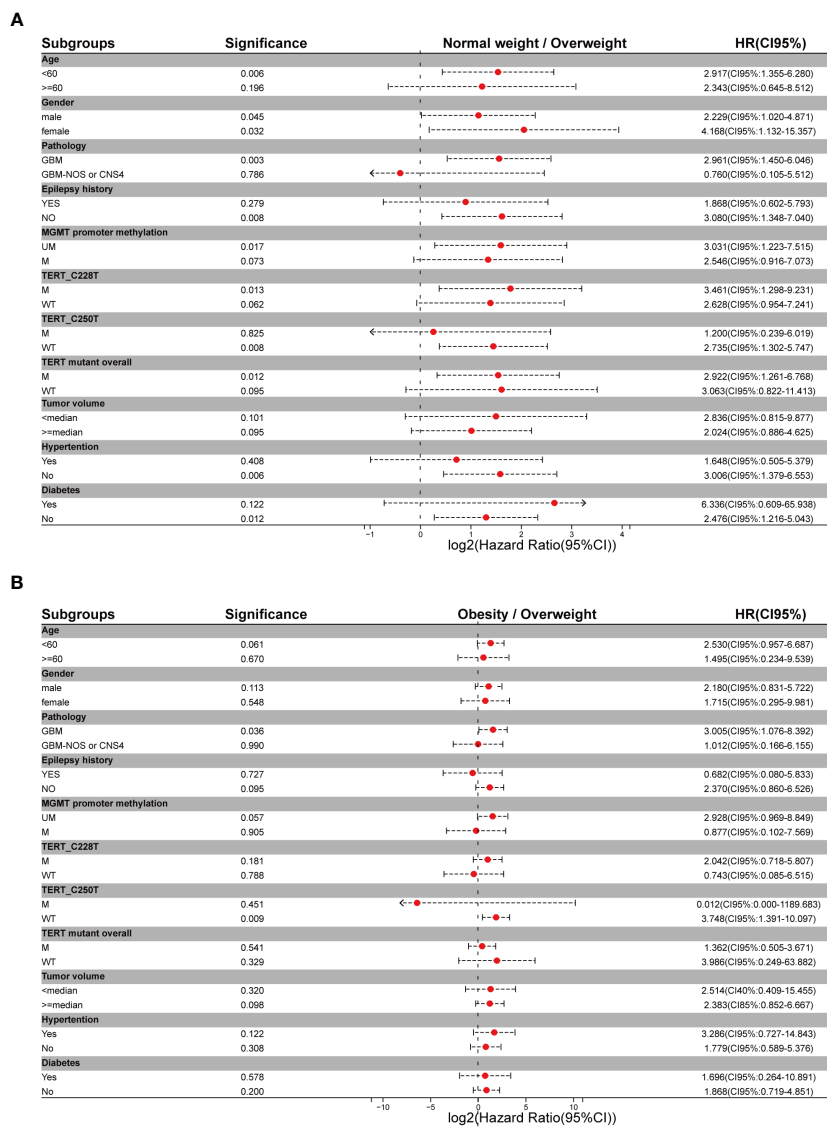 A
Subgroups Significance Normal weight / Overweight HR(CI95%)
Age
<60 0.006 2.917(CI95%:1.355-6.280)
>=60 0.196 2.343(CI95%:0.645-8.512)
Gender
male 0.045 2.229(CI95%:1.020-4.871)
female 0.032 4.168(CI95%:1.132-15.357)
Pathology
GBM 0.003 2.961(CI95%:1.450-6.046)
GBM-NOS or CNS4 0.786 0.760(CI95%:0.105-5.512)
Epilepsy history
YES 0.279 1.868(CI95%:0.602-5.793)
NO 0.008 3.080(CI95%:1.348-7.040)
MGMT promoter methylation
UM 0.017 3.031(CI95%:1.223-7.515)
M 0.073 2.546(CI95%:0.916-7.073)
TERT_C228T
M 0.013 3.461(CI95%:1.298-9.231)
WT 0.062 2.628(CI95%:0.954-7.241)
TERT_C250T
M 0.825 1.200(CI95%:0.239-6.019)
WT 0.008 2.735(CI95%:1.302-5.747)
TERT mutant overall
M 0.012 2.922(CI95%:1.261-6.768)
WT 0.095 3.063(CI95%:0.822-11.413)
Tumor volume
<median 0.101 2.836(CI95%:0.815-9.877)
>=median 0.095 2.024(CI95%:0.886-4.625)
Hypertention
Yes 0.408 1.648(CI95%:0.505-5.379)
No 0.006 3.006(CI95%:1.379-6.553)
Diabetes
Yes 0.122 6.336(CI95%:0.609-65.938)
No 0.012 2.476(CI95%:1.216-5.043)
−1 0 1 2 3 4
log2(Hazard Ratio(95%CI))
B
Subgroups Significance Obesity / Overweight HR(CI95%)
Age
<60 0.061 2.530(CI95%:0.957-6.687)
>=60 0.670 1.495(CI95%:0.234-9.539)
Gender
male 0.113 2.180(CI95%:0.831-5.722)
female 0.548 1.715(CI95%:0.295-9.981)
Pathology
GBM 0.036 3.005(CI95%:1.076-8.392)
GBM-NOS or CNS4 0.990 1.012(CI95%:0.166-6.155)
Epilepsy history
YES 0.727 0.682(CI95%:0.080-5.833)
NO 0.095 2.370(CI95%:0.860-6.526)
MGMT promoter methylation
UM 0.057 2.928(CI95%:0.969-8.849)
M 0.905 0.877(CI95%:0.102-7.569)
TERT_C228T
M 0.181 2.042(CI95%:0.718-5.807)
WT 0.788 0.743(CI95%:0.085-6.515)
TERT_C250T
M 0.451 0.012(CI95%:0.000-1189.683)
WT 0.009 3.748(CI95%:1.391-10.097)
TERT mutant overall
M 0.541 1.362(CI95%:0.505-3.671)
WT 0.329 3.986(CI95%:0.249-63.882)
Tumor volume
<median 0.320 2.514(CI40%:0.409-15.455)
>=median 0.098 2.383(CI85%:0.852-6.667)
Hypertention
Yes 0.122 3.286(CI95%:0.727-14.843)
No 0.308 1.779(CI95%:0.589-5.376)
Diabetes
Yes 0.578 1.696(CI95%:0.264-10.891)
No 0.200 1.868(CI95%:0.719-4.851)
−10 −5 0 5 10
log2(Hazard Ratio(95%CI))